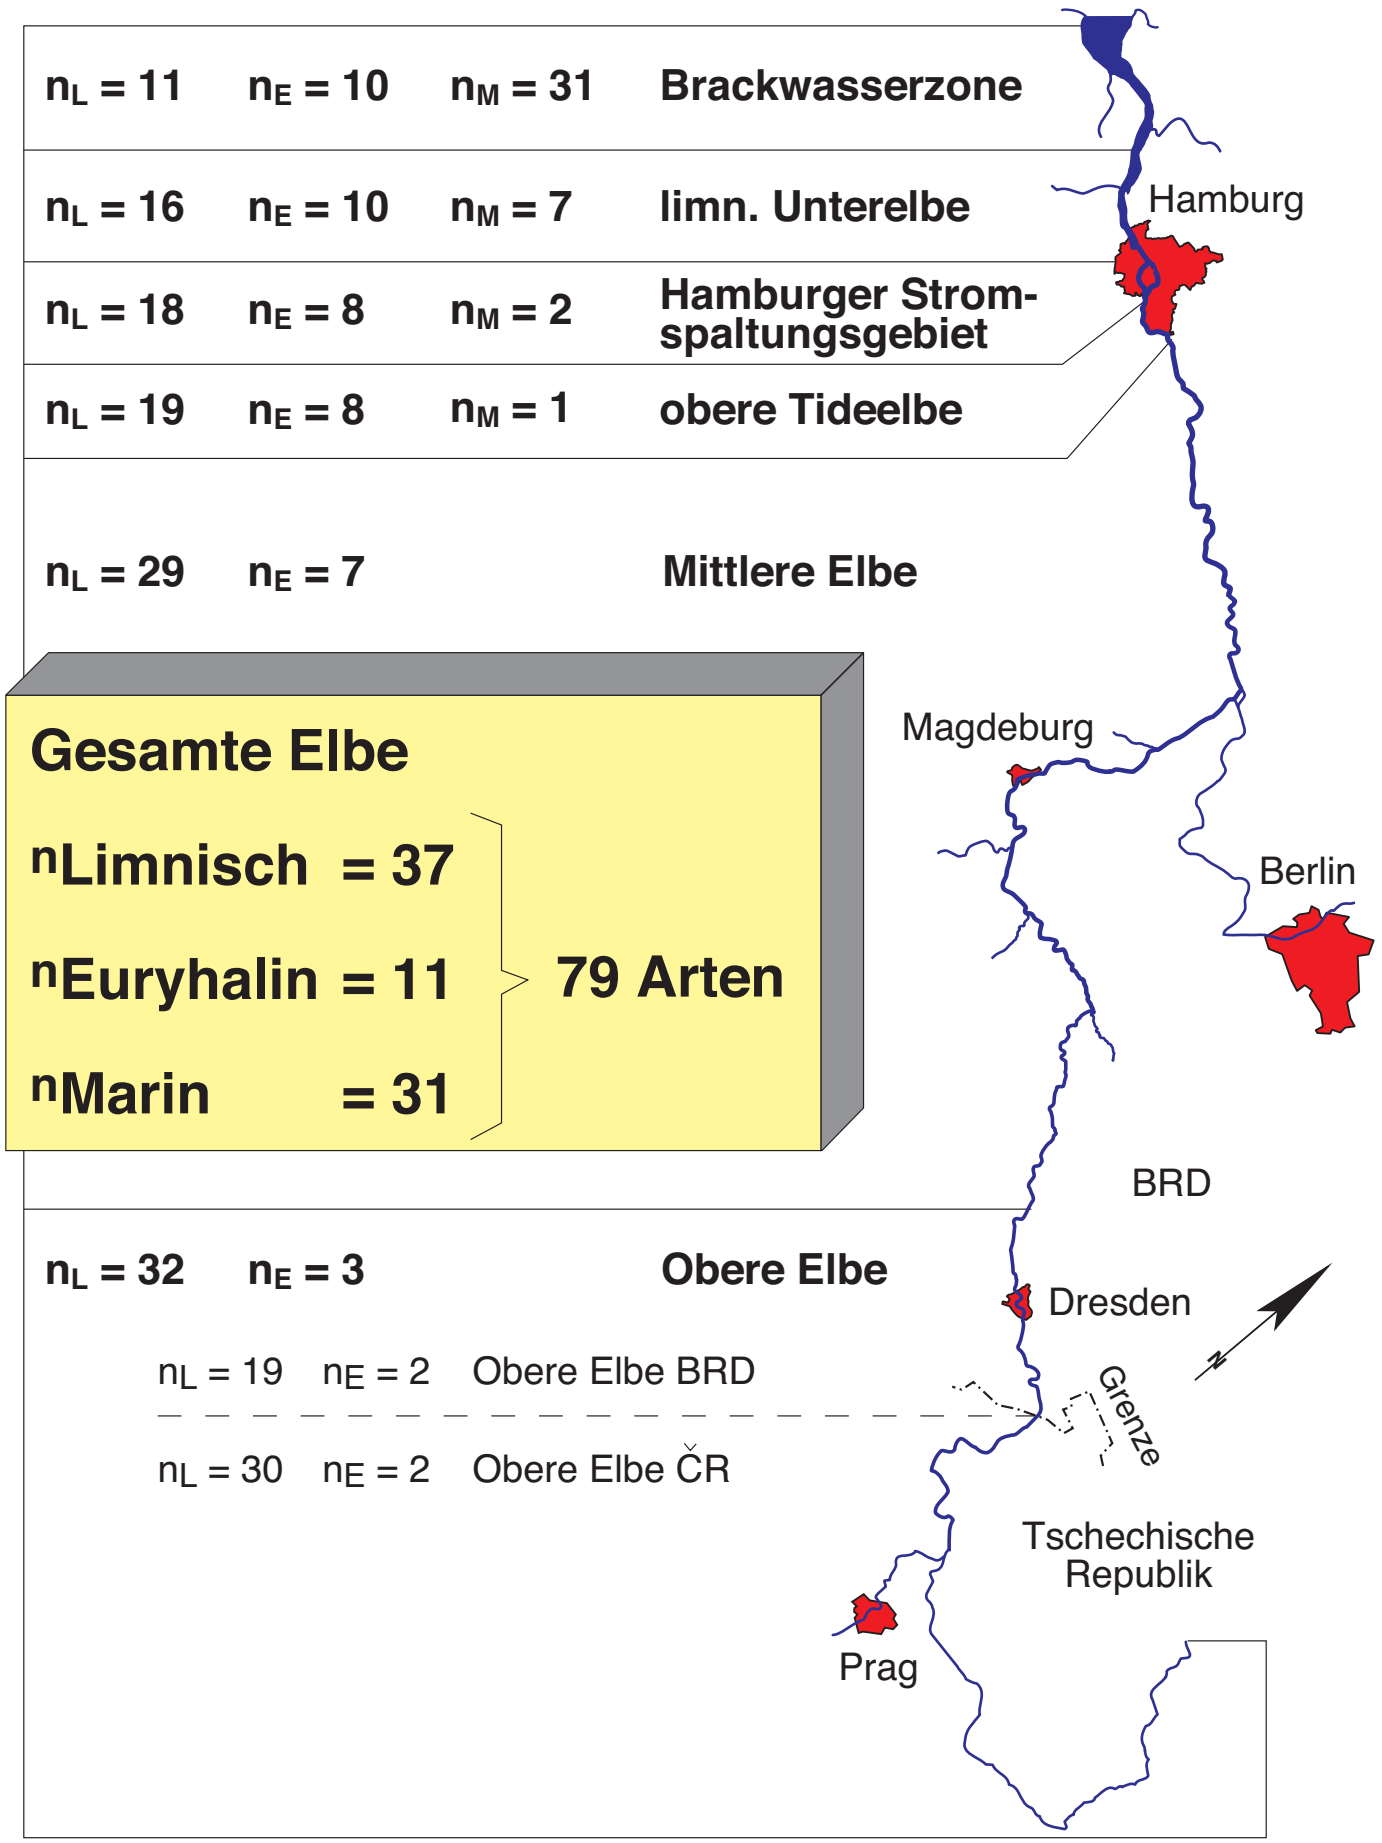 nL = 11 nE = 10 nM = 31 Brackwasserzone
nL = 16 nE = 10 nM = 7 limn. Unterelbe
Hamburg
nL = 18 nE = 8 nM = 2 Hamburger Strom-
spaltungsgebiet
nL = 19 nE = 8 nM = 1 obere Tideelbe
nL = 29 nE = 7 Mittlere Elbe
Gesamte Elbe
nLimnisch = 37
nEuryhalin = 11
79 Arten
nMarin = 31
Magdeburg
Berlin
BRD
nL = 32 nE = 3 Obere Elbe
Dresden
N
nL = 19 nE = 2 Obere Elbe BRD
Grenze
nL = 30 nE = 2 Obere Elbe ČR
Tschechische
Republik
Prag